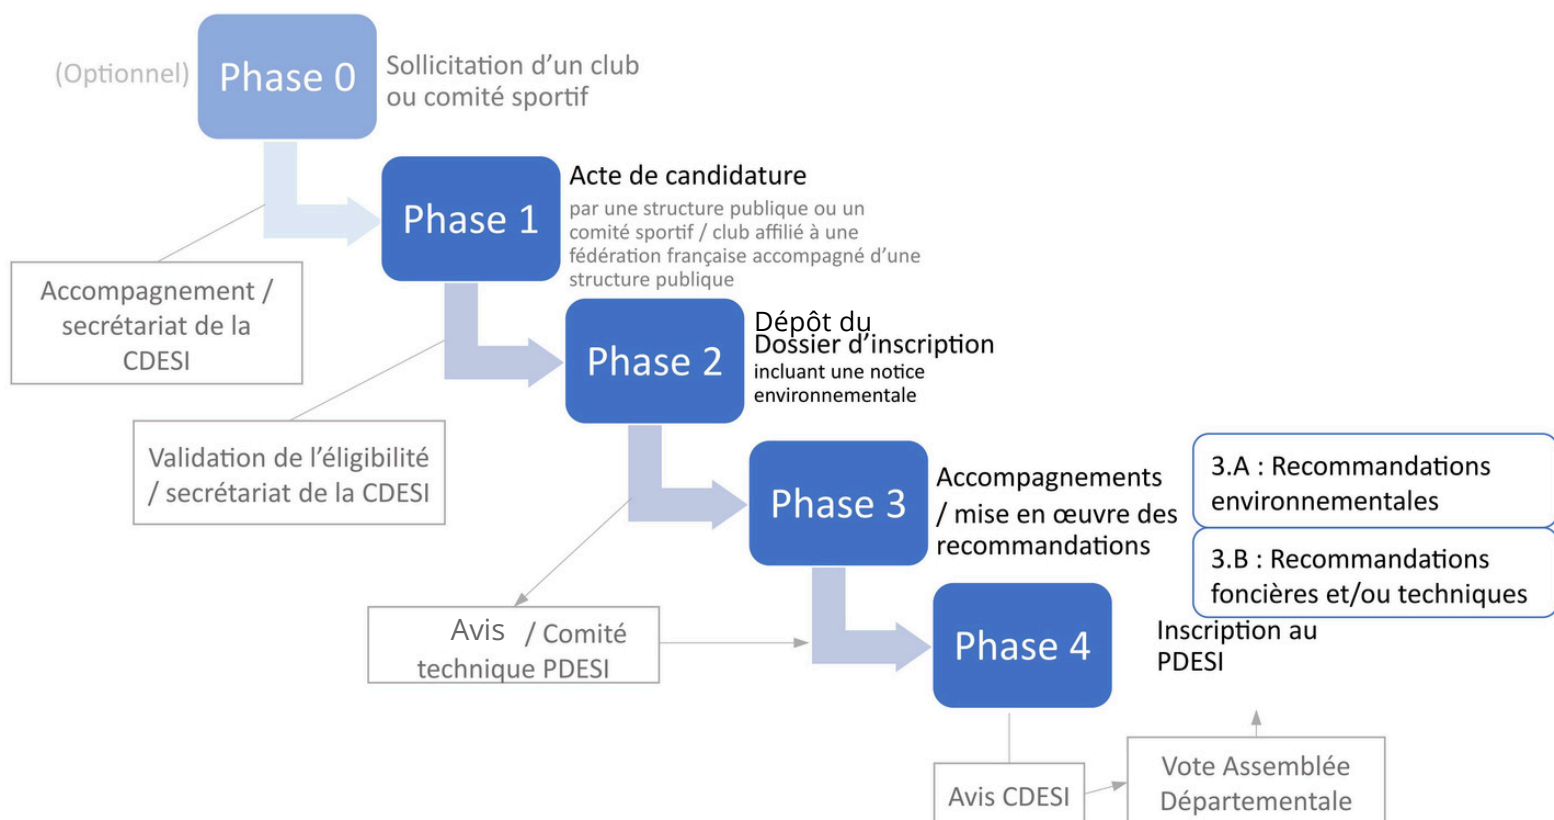 (Optionnel)
Phase 0
Sollicitation d’un club
ou comité sportif
Phase 1
Acte de candidature
par une structure publique ou un
comité sportif / club affilié à une
fédération française accompagné d’une
structure publique
Accompagnement /
secrétariat de la
CDESI
Phase 2
Dépôt du
Dossier d’inscription
incluant une notice
environnementale
Validation de l’éligibilité
/ secrétariat de la CDESI
Phase 3
Accompagnements
/ mise en œuvre des
recommandations
3.A : Recommandations
environnementales
3.B : Recommandations
foncières et/ou techniques
Avis / Comité
technique PDESI
Phase 4
Inscription au
PDESI
Avis CDESI
Vote Assemblée
Départementale